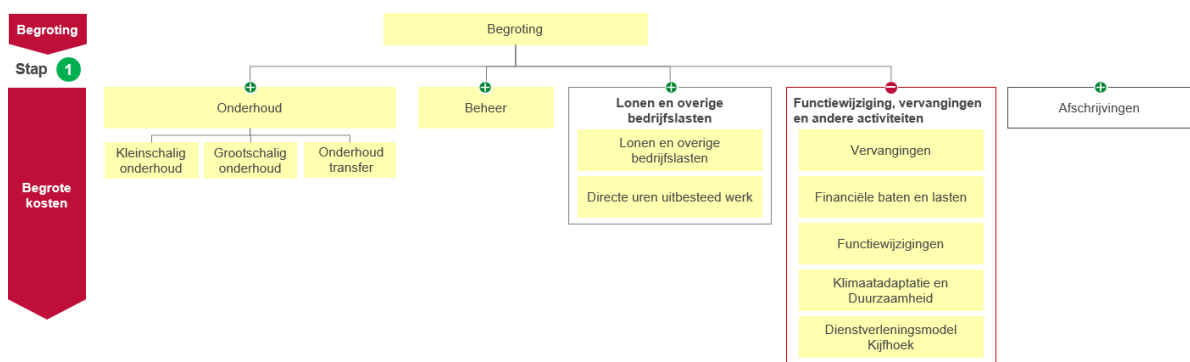 Begroting
Begroting
Stap 1
Onderhoud
Beheer
Lonen en overige
bedrijfslasten
Functiewijziging, vervangingen
en andere activiteiten
Afschrijvingen
Kleinschalig
onderhoud
Grootschalig
onderhoud
Onderhoud
transfer
Lonen en overige
bedrijfslasten
Vervangingen
Begrote
kosten
Directe uren uitbesteed werk
Financiële baten en lasten
Functiewijzigingen
Klimaatadaptatie en
Duurzaamheid
Dienstverleningsmodel
Kijfhoek